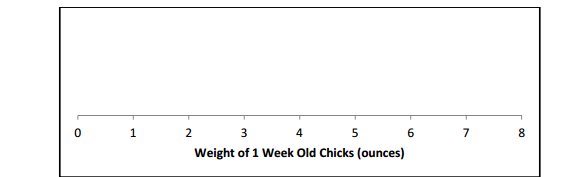 0 1 2 3 4 5 6 7 8
Weight of 1 Week Old Chicks (ounces)